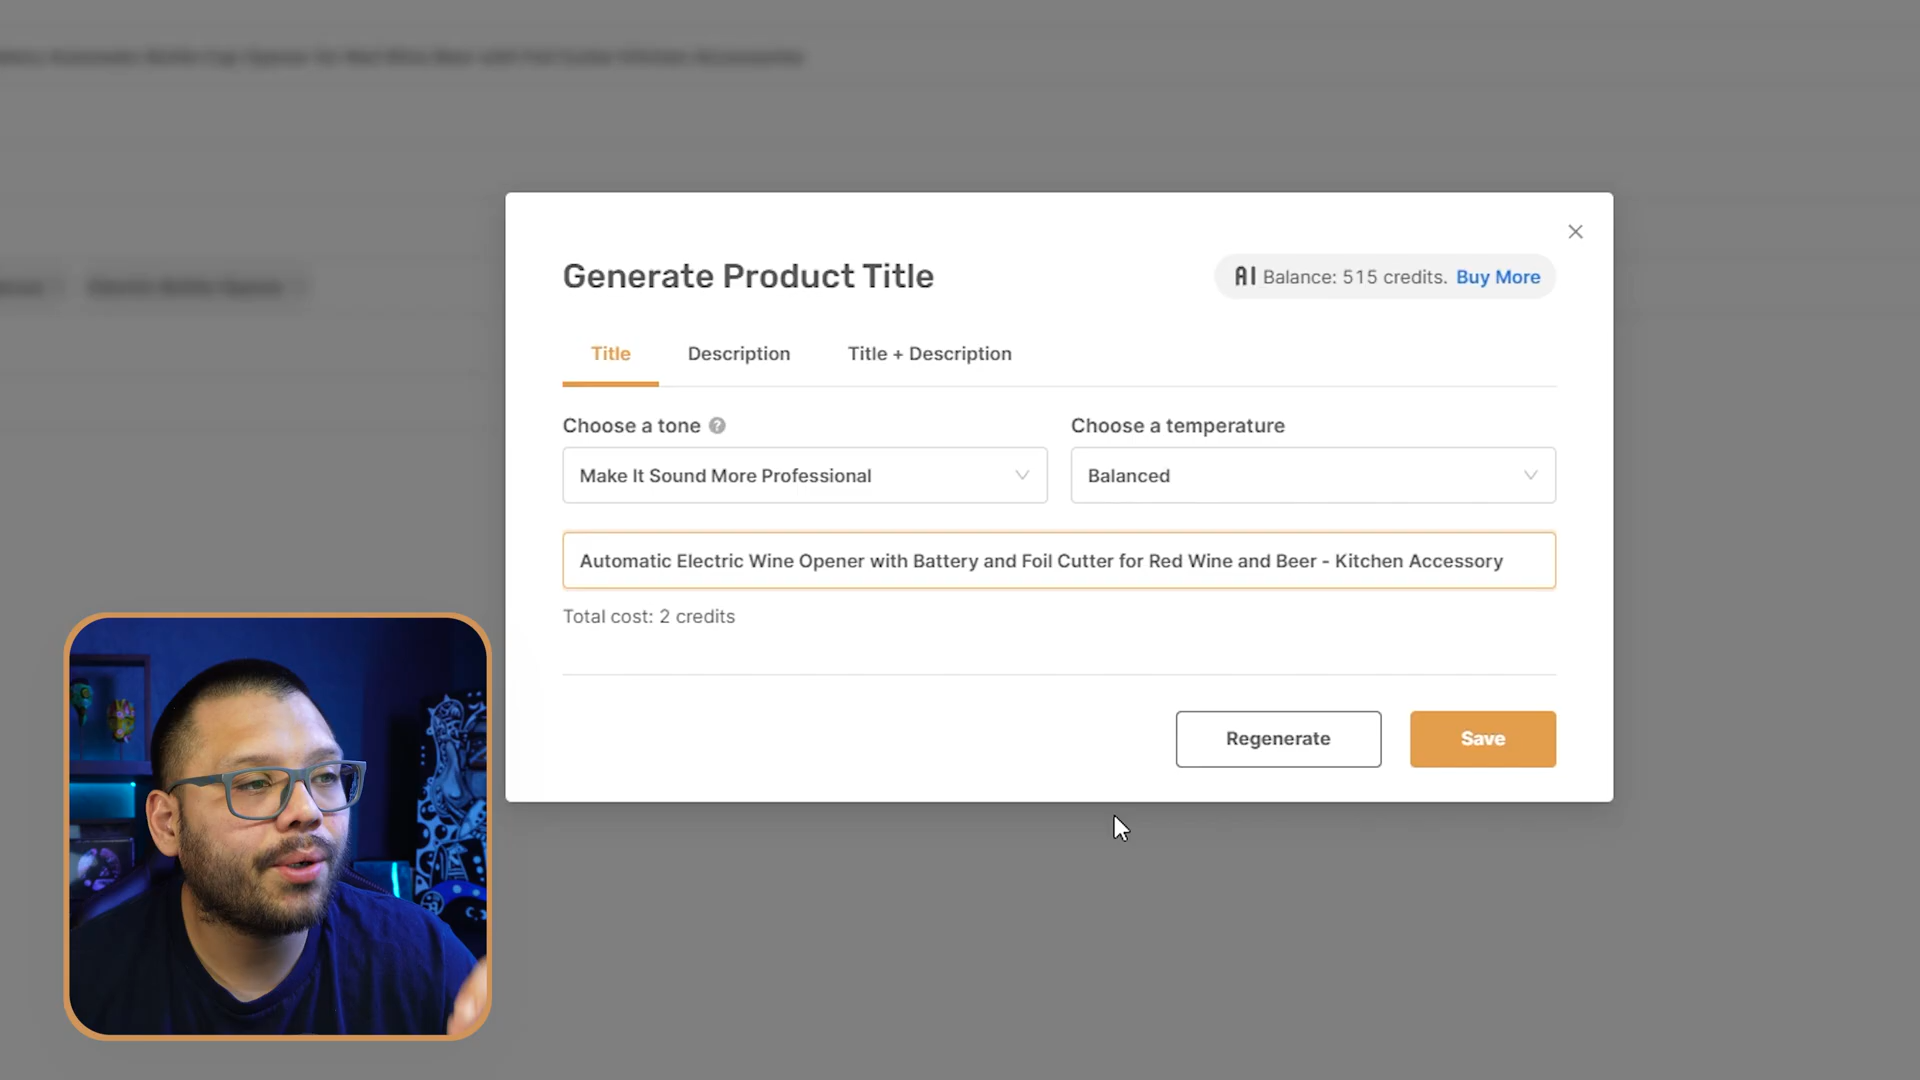 Generate Product Title
AI Balance: 515 credits. Buy More
Title Description Title + Description
Choose a tone ? Choose a temperature
Make It Sound More Professional Balanced
Automatic Electric Wine Opener with Battery and Foil Cutter for Red Wine and Beer - Kitchen Accessory
Total cost: 2 credits
Regenerate Save